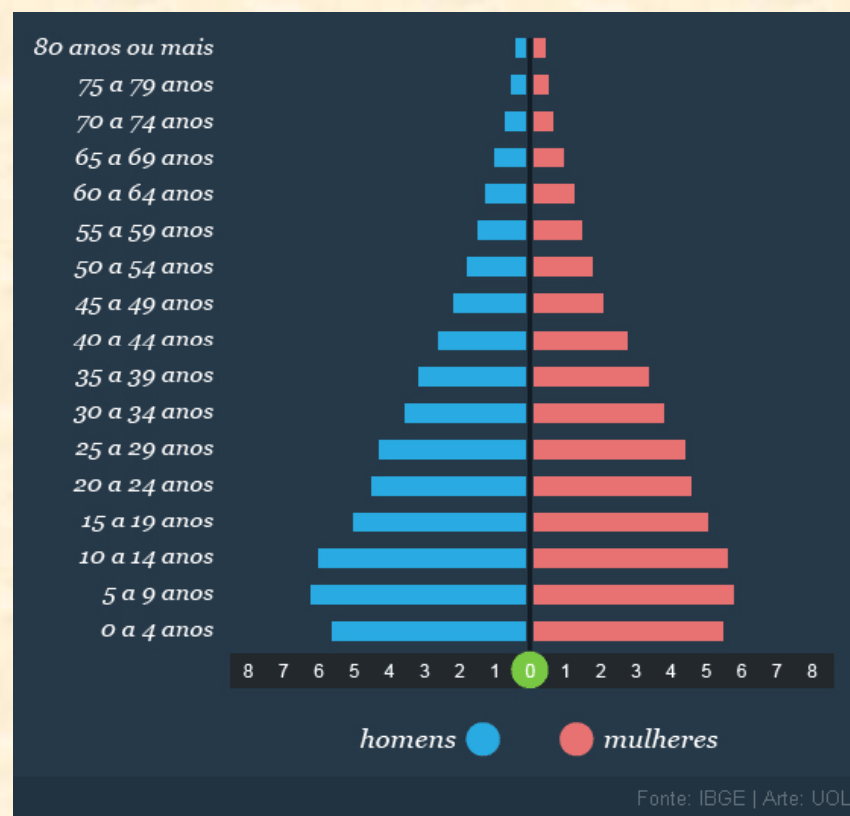 80 anos ou mais
75 a 79 anos
70 a 74 anos
65 a 69 anos
60 a 64 anos
55 a 59 anos
50 a 54 anos
45 a 49 anos
40 a 44 anos
35 a 39 anos
30 a 34 anos
25 a 29 anos
20 a 24 anos
15 a 19 anos
10 a 14 anos
5 a 9 anos
0 a 4 anos
8 7 6 5 4 3 2 1 0 1 2 3 4 5 6 7 8
homens mulheres
Fonte: IBGE | Arte: UOL